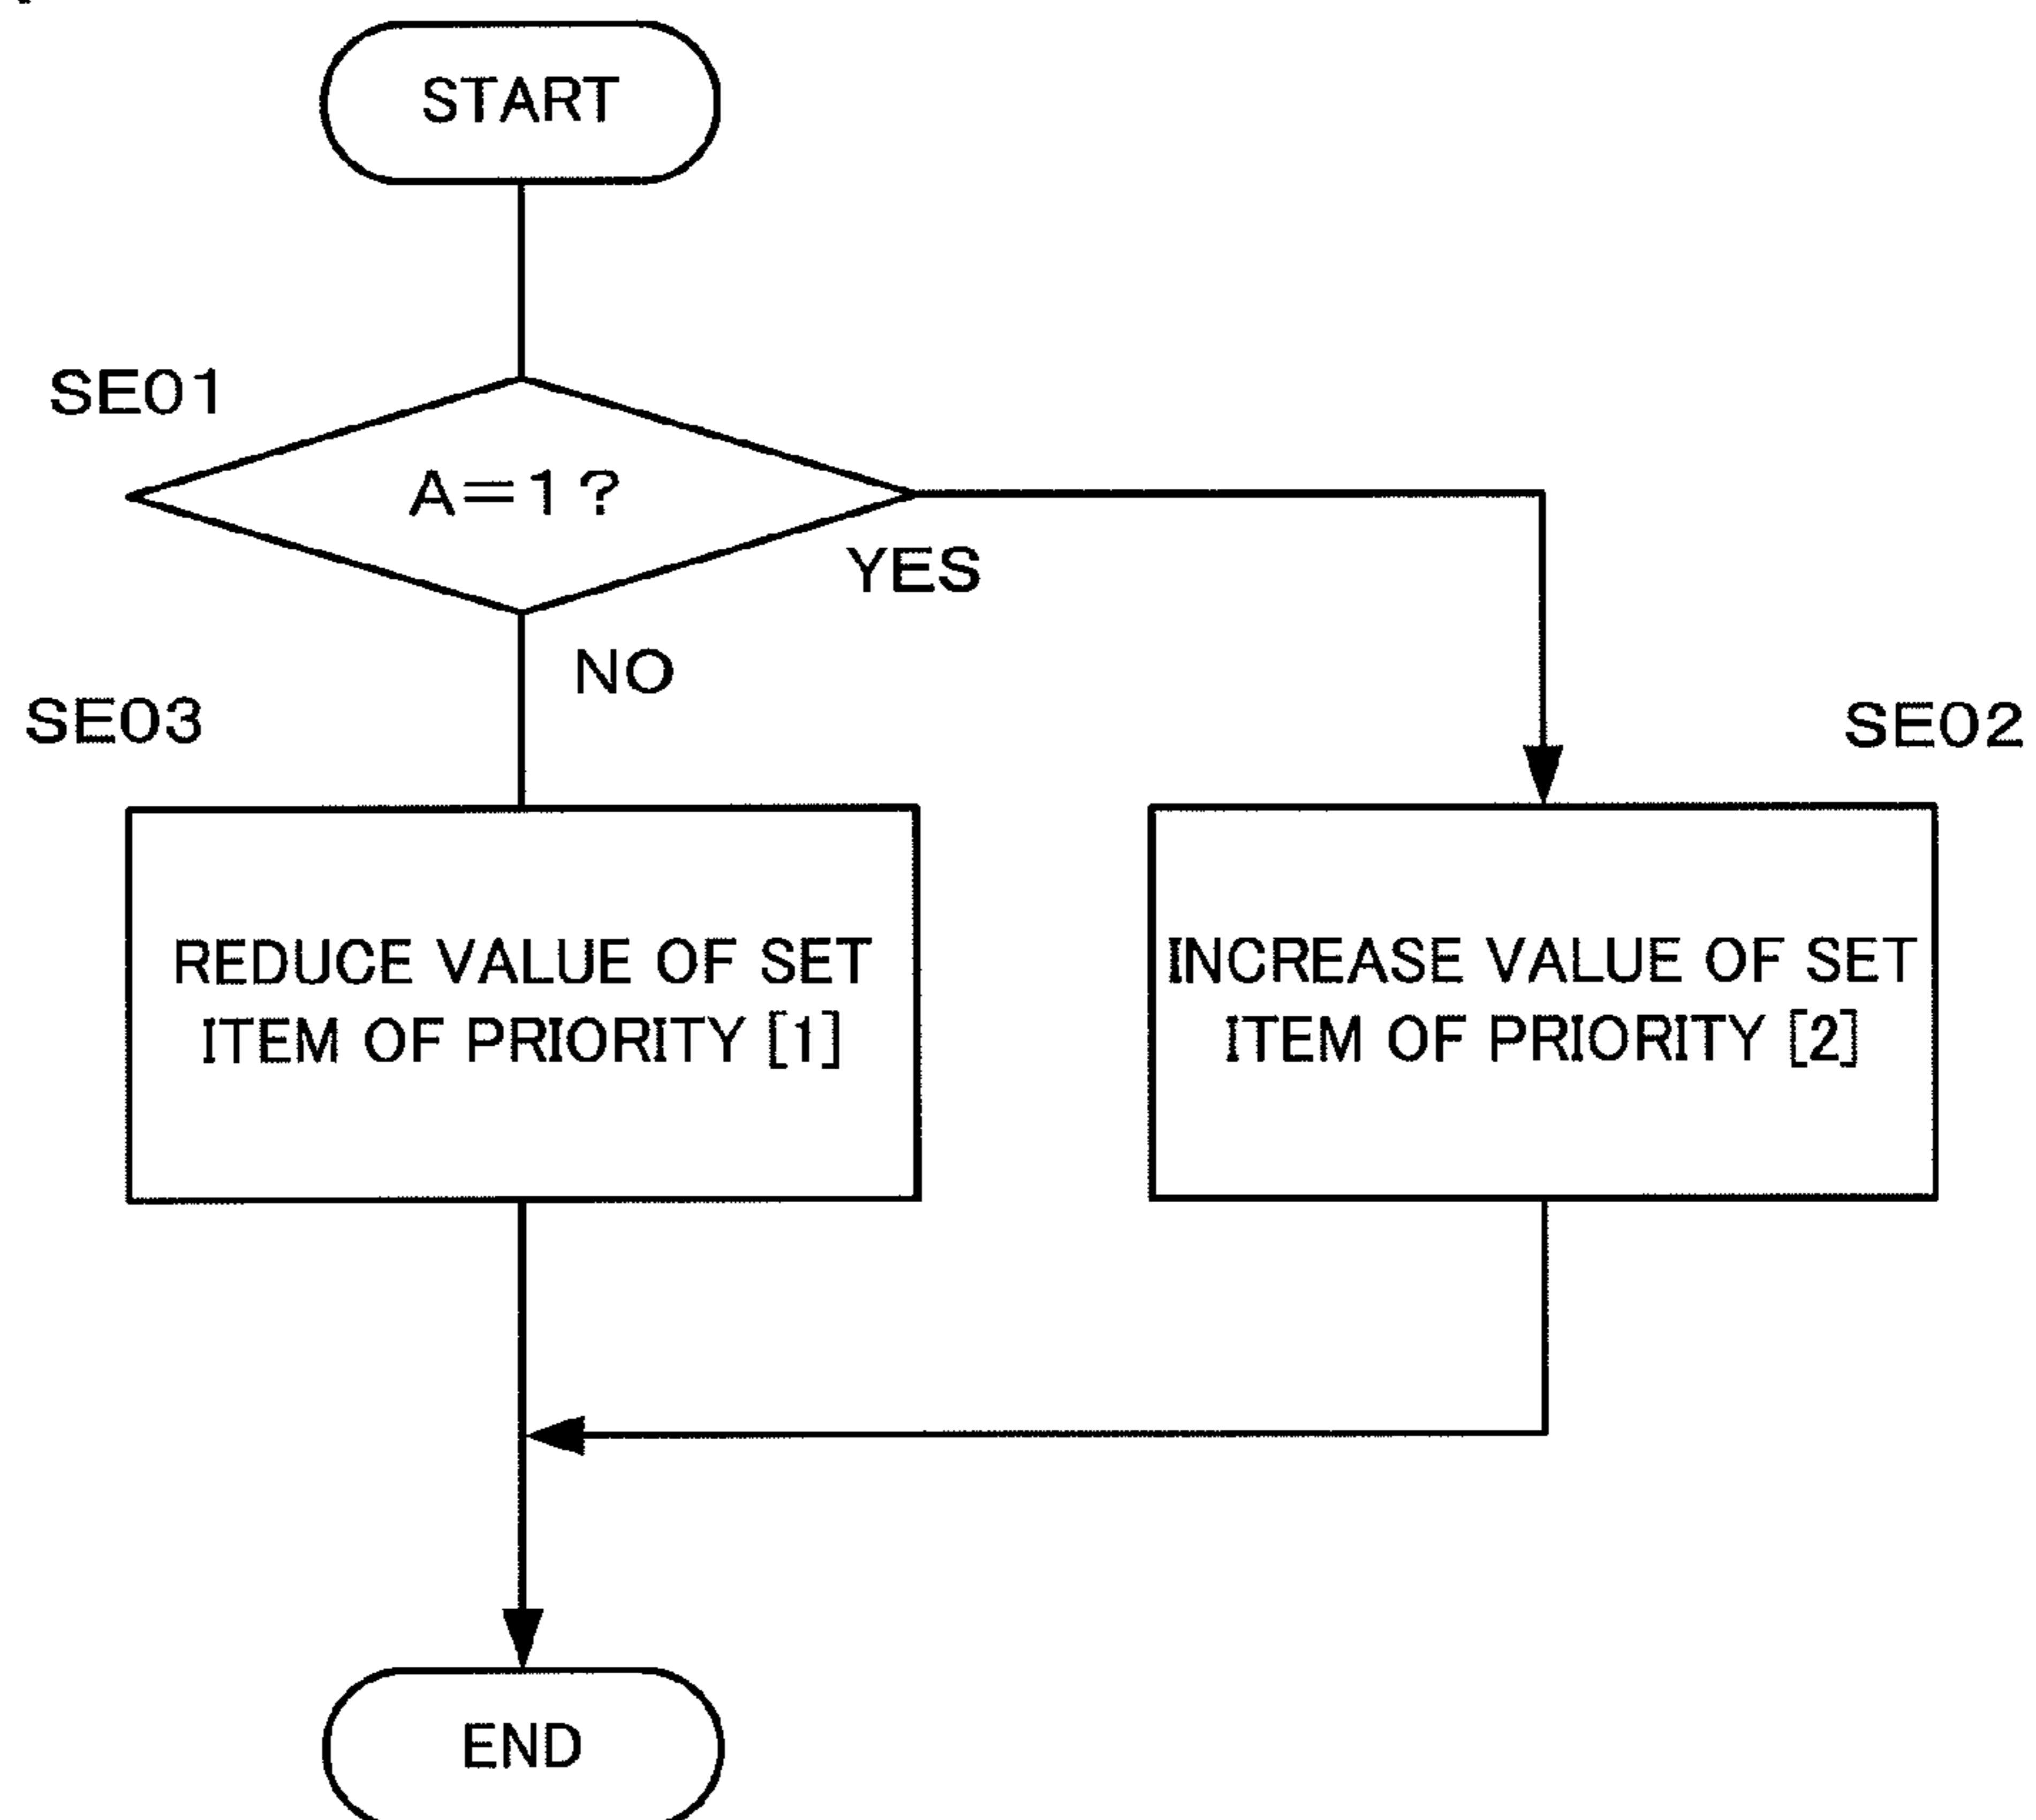 START
SE01
A=1?
YES
NO
SE03
SE02
REDUCE VALUE OF SET
ITEM OF PRIORITY [1]
INCREASE VALUE OF SET
ITEM OF PRIORITY [2]
END